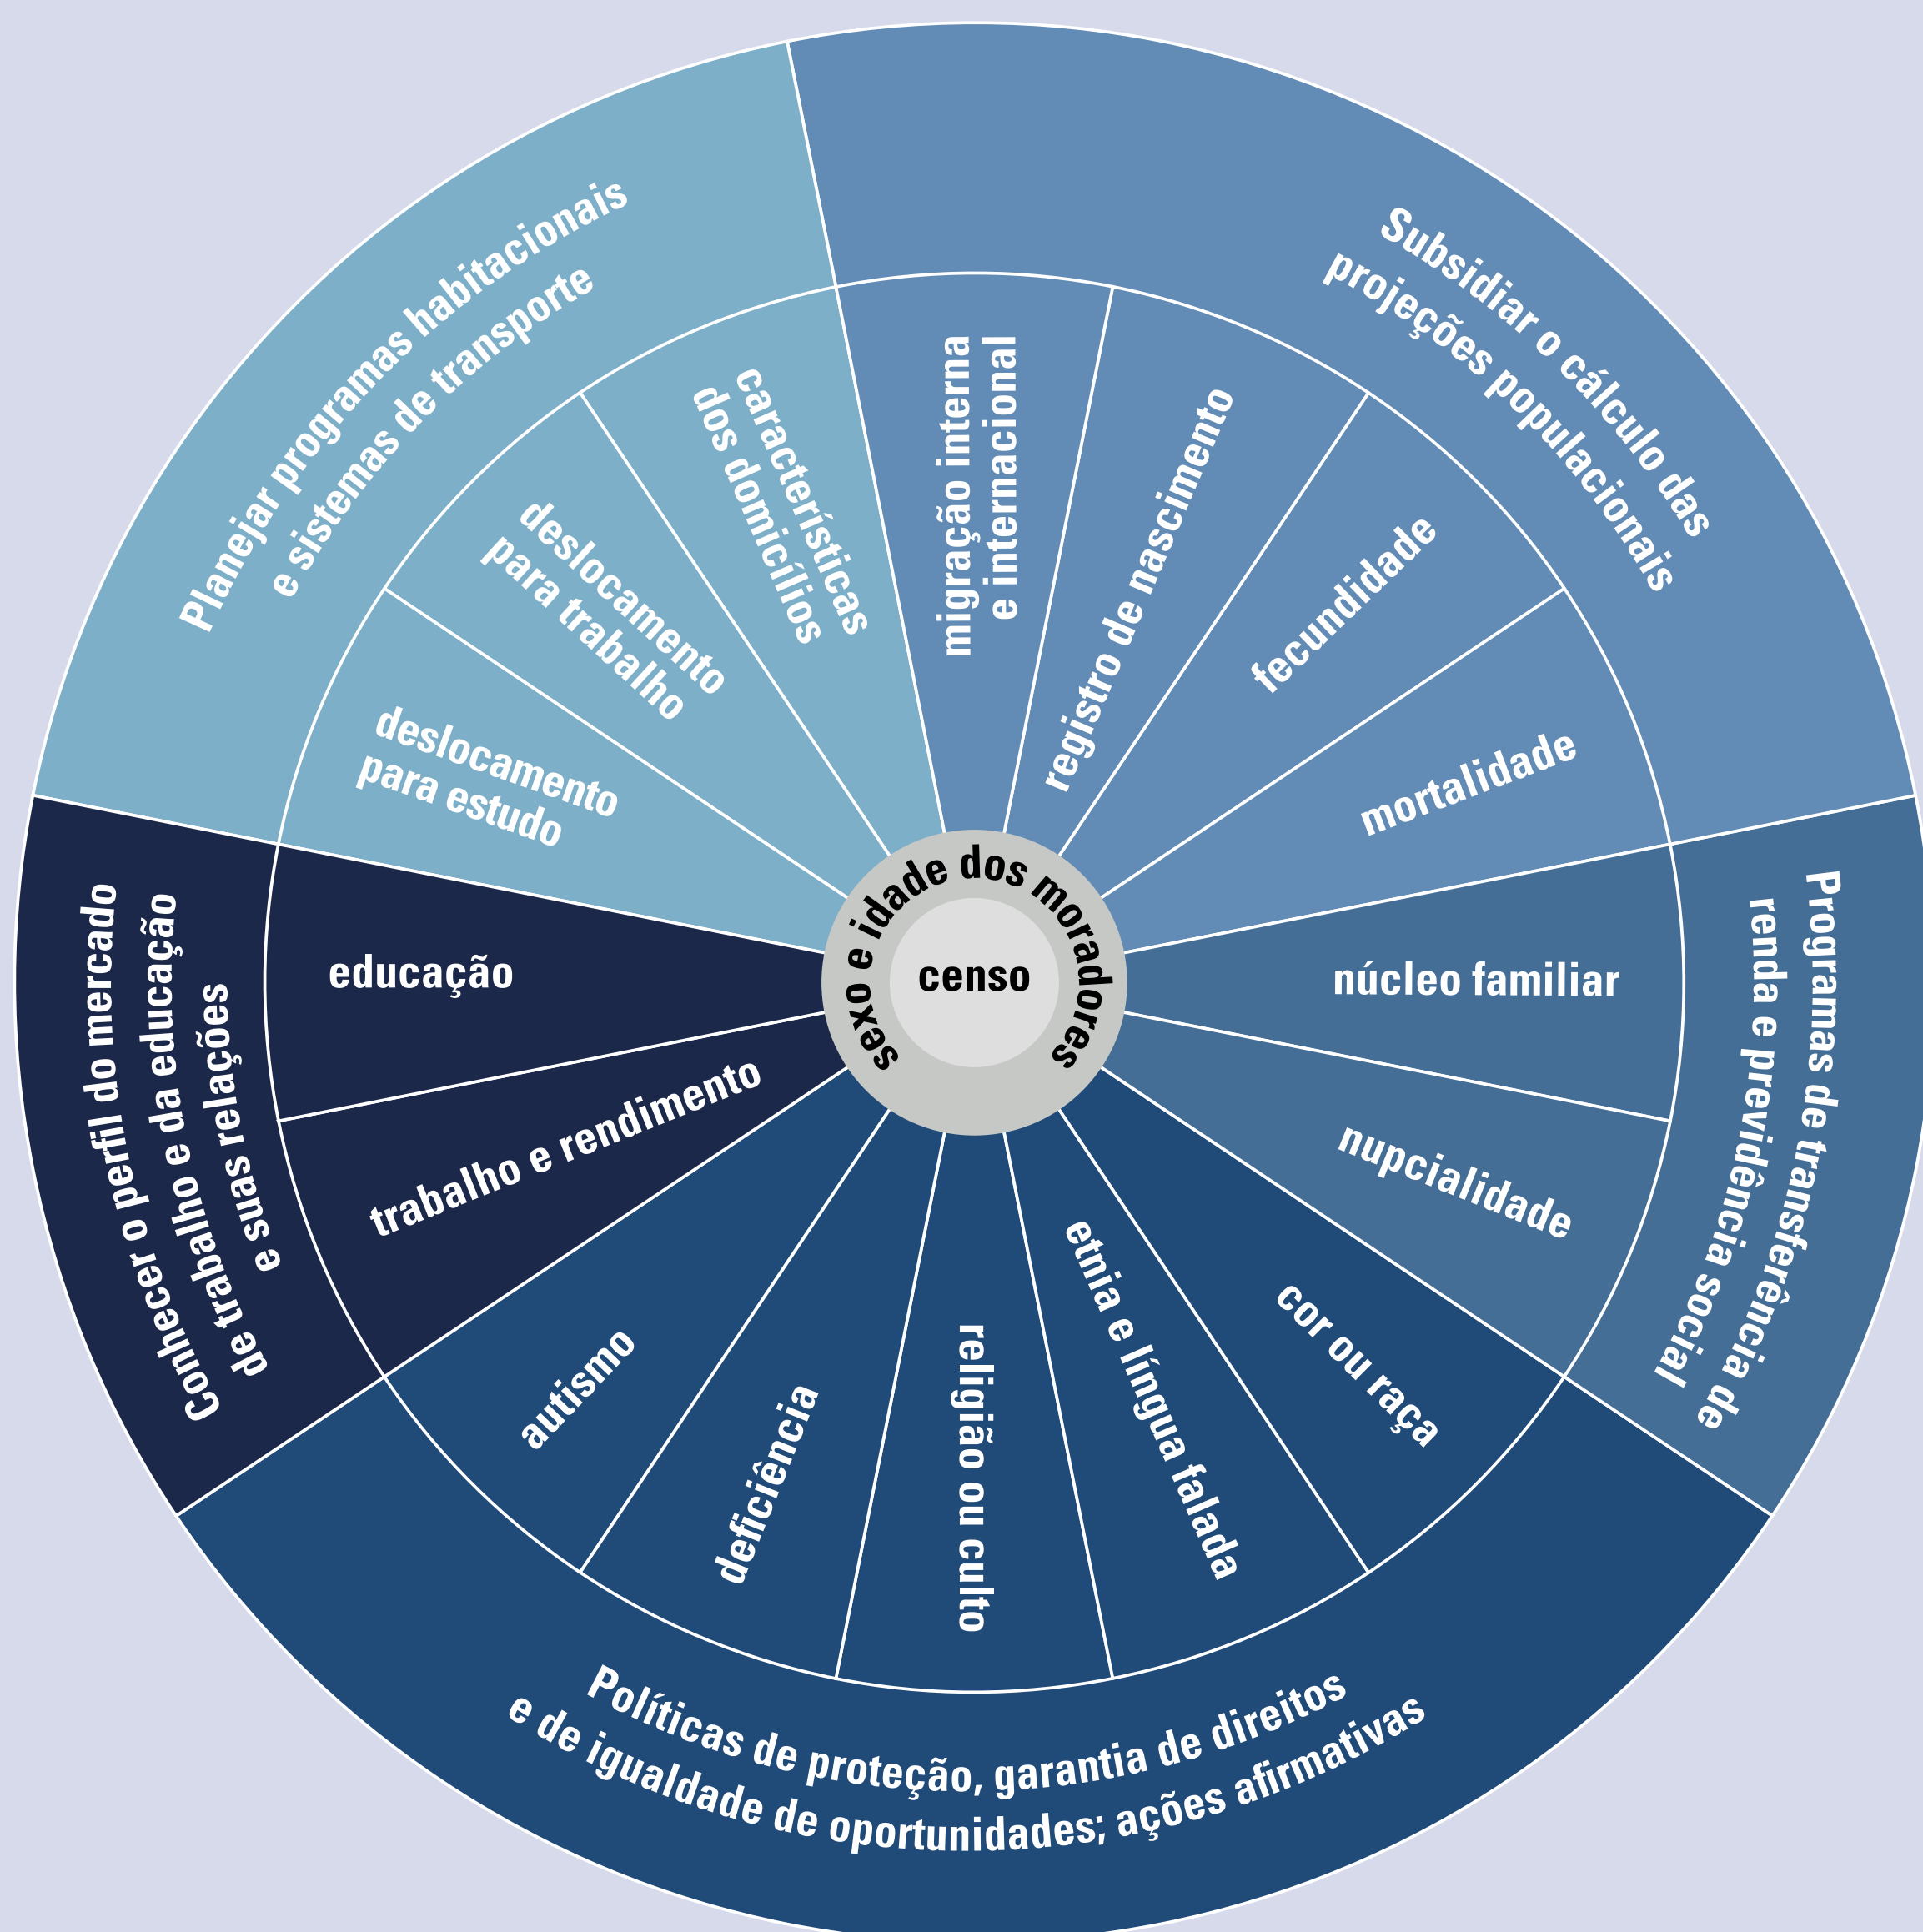 censo
sexo e idade dos moradores
Subsidiar o cálculo das
projeções populacionais
migração interna
e internacional
registro de nascimento
fecundidade
mortalidade
Programas de transferência de
renda e previdência social
núcleo familiar
nupcialidade
Políticas de proteção, garantia de direitos
e de igualdade de oportunidades; ações afirmativas
cor ou raça
etnia e língua falada
religião ou culto
deficiência
autismo
Conhecer o perfil do mercado
de trabalho e da educação
e suas relações
trabalho e rendimento
educação
Planejar programas habitacionais
e sistemas de transporte
deslocamento
para estudo
deslocamento
para trabalho
características
dos domicílios